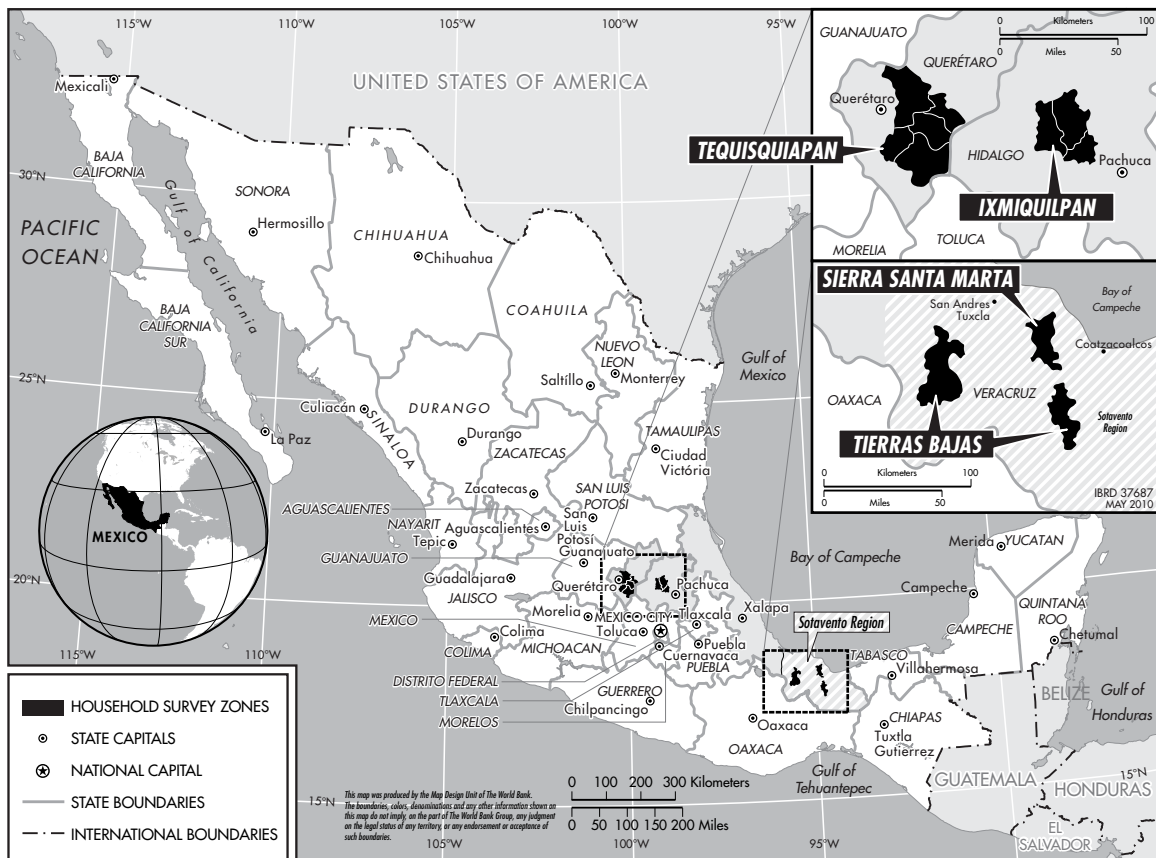 115°W
110°W
105°W
100°W
95°W
UNITED STATES OF AMERICA
Mexicali
BAJA
CALIFORNIA
30°N
Gulf of California
SONORA
Hermosillo
PACIFIC
OCEAN
CHIHUAHUA
Chihuahua
COAHUILA
BAJA
CALIFORNIA
SUR
NUEVO
LEON
Monterrey
Saltíllo
Gulf of
Mexico
25°N
Culiacán
SINALOA
DURANGO
Durango
La Paz
ZACATECAS
TAMAULIPAS
Ciudad
Victória
Zacatecas
SAN LUIS
POTOSI
AGUASCALIENTES
San
Luis
Potosí
NAYARIT
Aguascalientes
Tepic
Guanajuato
GUANAJUATO
MEXICO
20°N
Guadalajara
JALISCO
Querétaro
Pachuca
Bay of Campeche
Merida
YUCATAN
Campeche
QUINTANA
ROO
Chetumal
CAMPECHE
Morelia
MEXICO CITY
Tlaxcala
Xalapa
MEXICO
Toluca
Colima
COLIMA
MICHOACAN
Puebla
Cuernavaca
PUEBLA
Sotavento Region
TABASCO
Villahermosa
DISTRITO FEDERAL
TLAXCALA
MORELOS
GUERRERO
Chilpancingo
Oaxaca
OAXACA
CHIAPAS
Tuxtla
Gutierrez
BELIZE
Gulf of
Honduras
GUATEMALA
HONDURAS
15°N
EL
SALVADOR
Gulf of
Tehuantepec
115°W
110°W
15°N
100°W
95°W
HOUSEHOLD SURVEY ZONES
STATE CAPITALS
NATIONAL CAPITAL
STATE BOUNDARIES
INTERNATIONAL BOUNDARIES
This map was produced by the Map Design Unit of The World Bank.
The boundaries, colors, denominations and any other information shown on
this map do not imply, on the part of The World Bank Group, any judgment
on the legal status of any territory, or any endorsement or acceptance of
such boundaries.
0 100 200 300 Kilometers
0 50 100 150 200 Miles
GUANAJUATO
0 100
Kilometers
0 50
Miles
QUERÉTARO
Querétaro
TEQUISQUIAPAN
HIDALGO
Pachuca
IXMIQUILPAN
MORELIA
TOLUCA
SIERRA SANTA MARTA
Bay of
Campeche
San Andres
Tuxcla
Coatzacoalcos
OAXACA
VERACRUZ
Sotavento
Region
TIERRAS BAJAS
0 Kilometers 100
0 Miles 50
IBRD 37687
MAY 2010